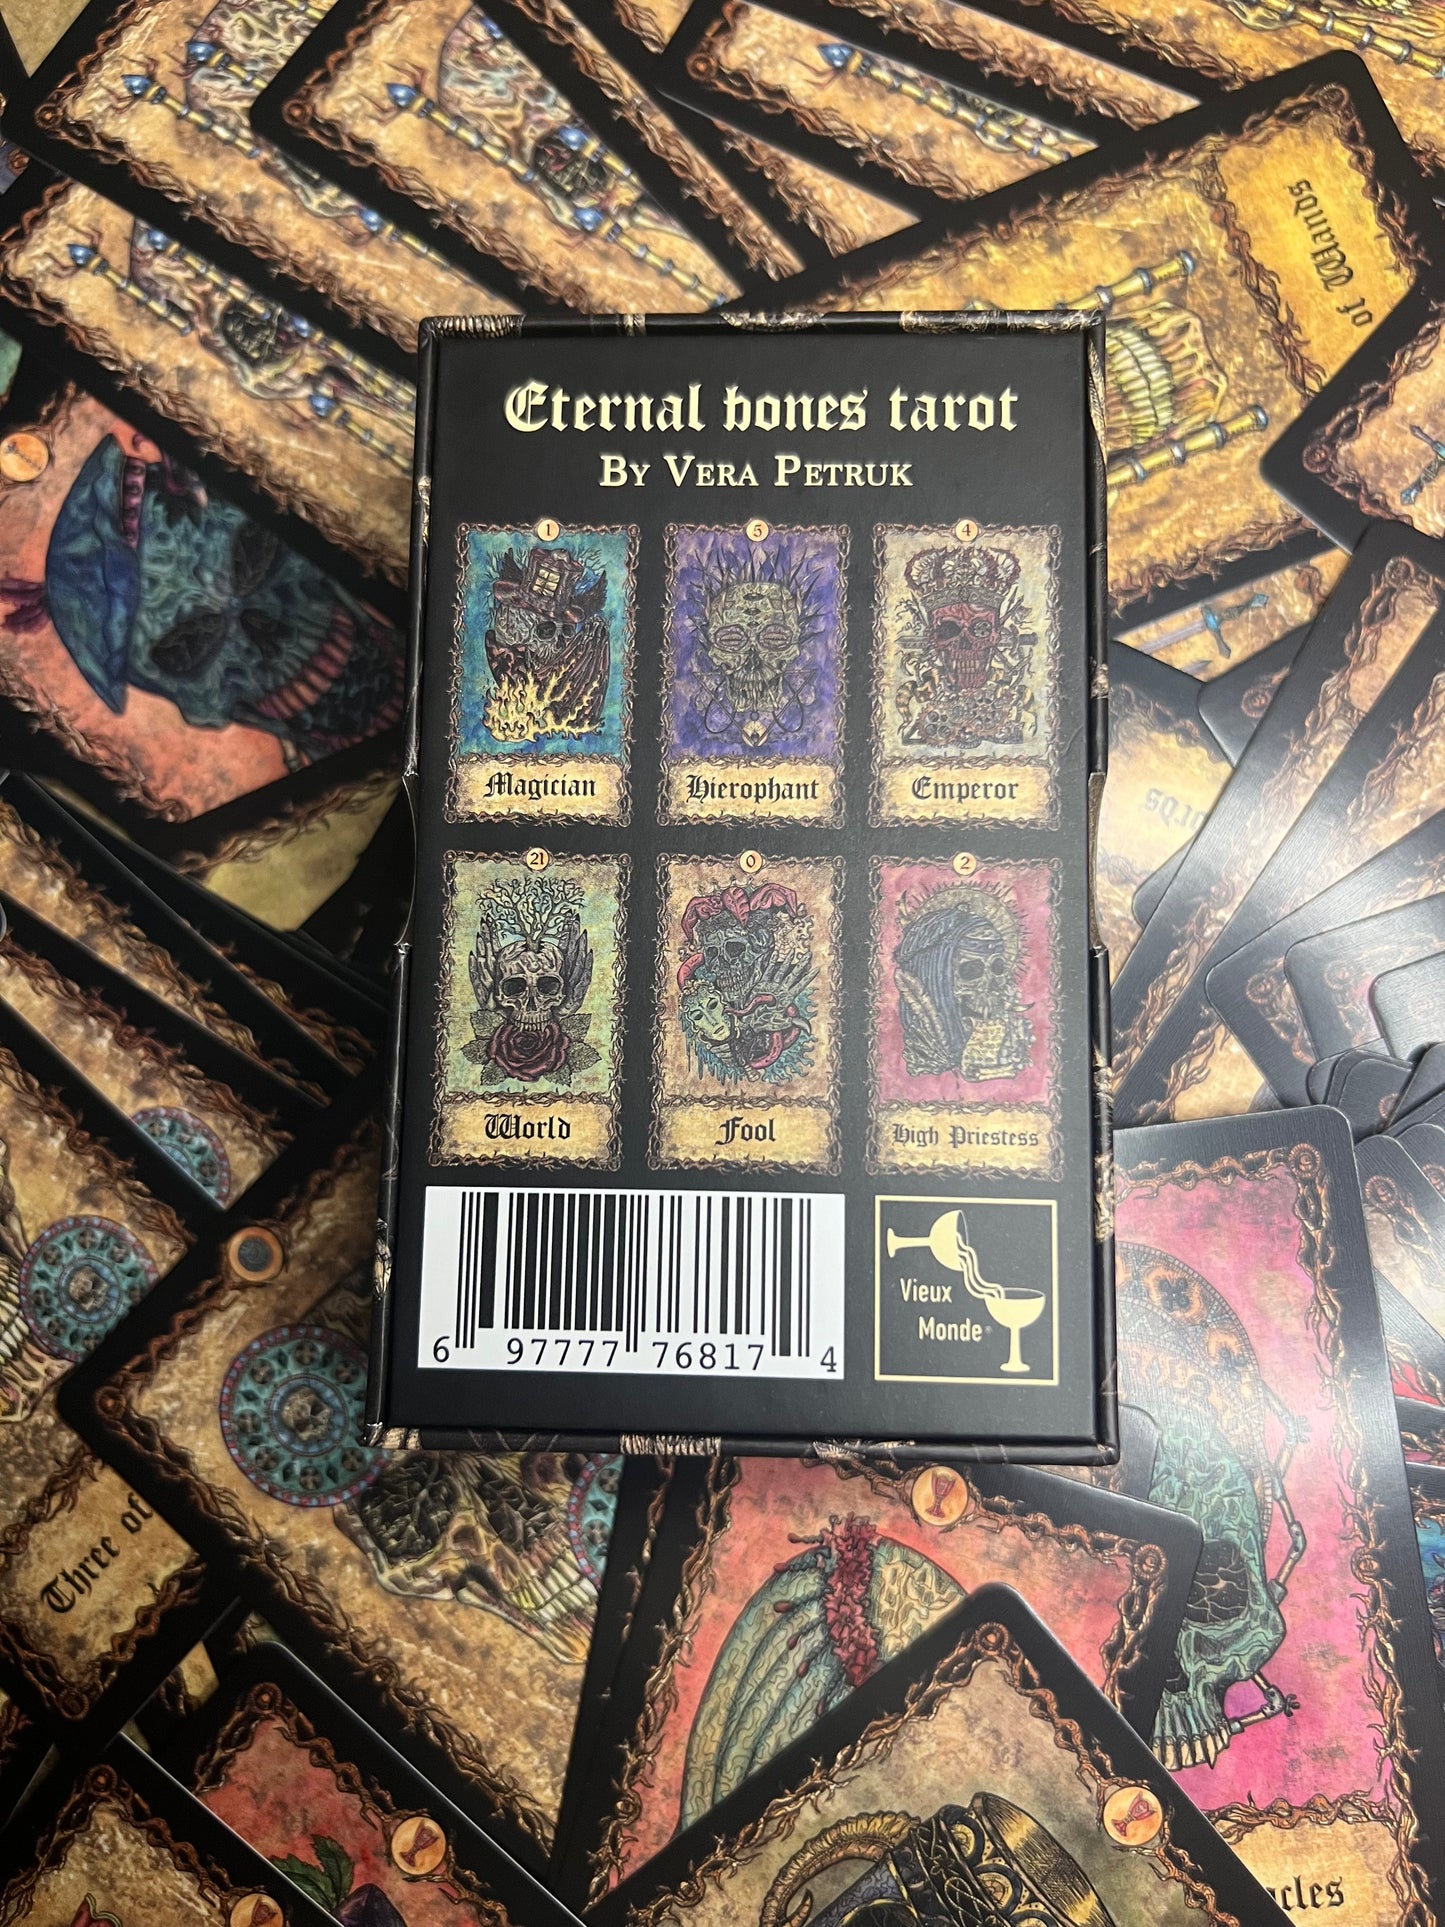 of Wands
Eternal bones tarot
By Vera Petruk
1
5
4
Magician
Hierophant
Emperor
21
0
2
World
Fool
High Priestess
6 97777 76817 4
Vieux
Monde
Three of